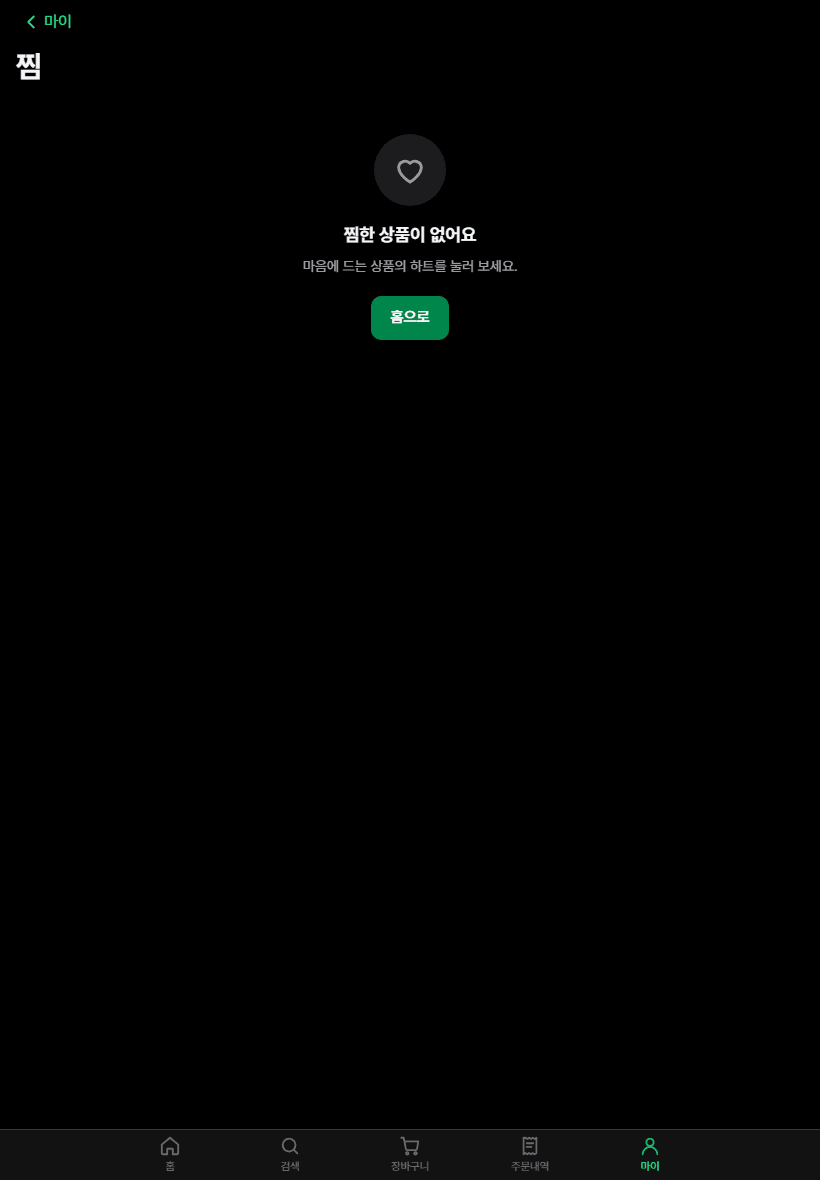 마이
찜
찜한 상품이 없어요
마음에 드는 상품의 하트를 눌러 보세요.
홈으로
홈
검색
장바구니
주문내역
마이